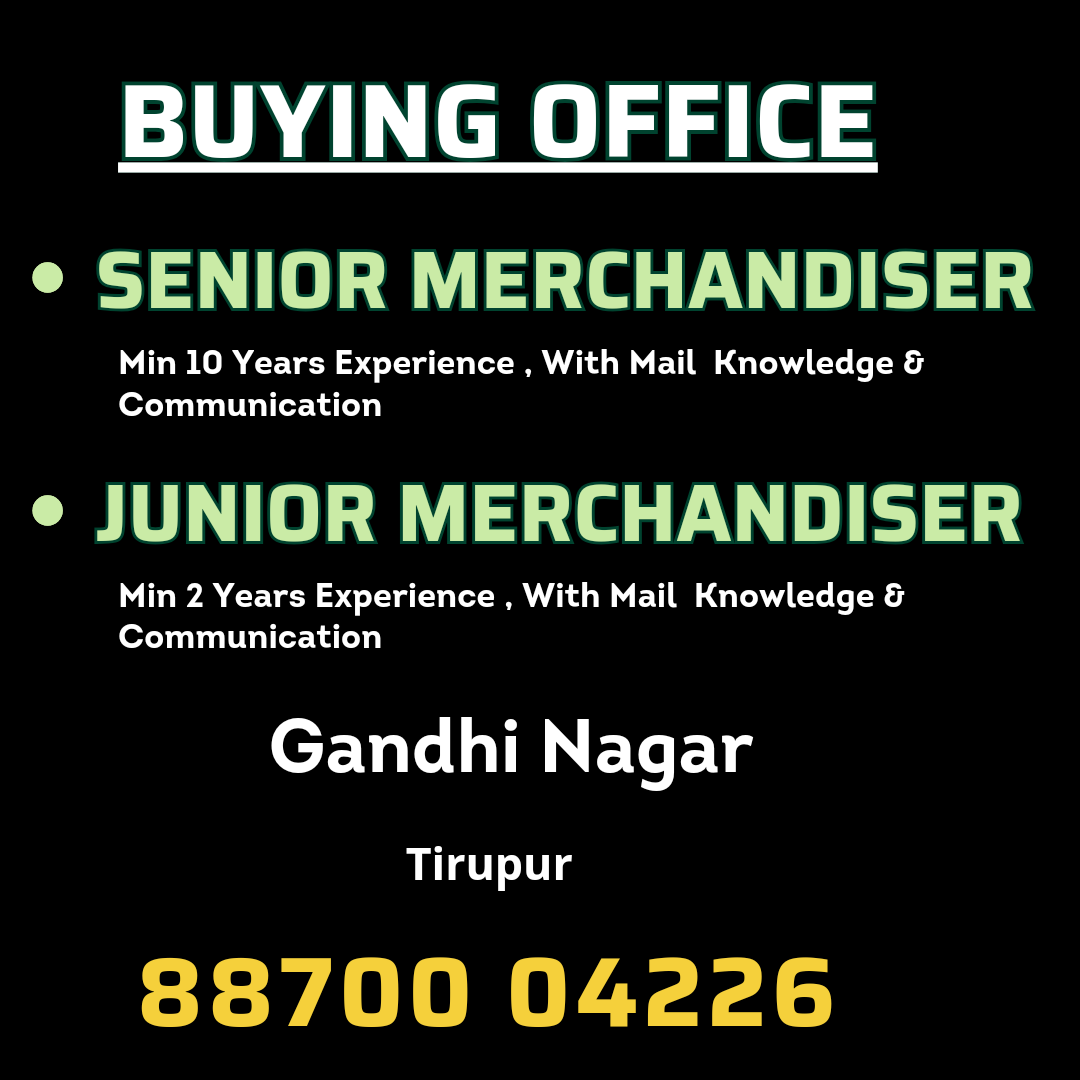 BUYING OFFICE
• SENIOR MERCHANDISER
Min 10 Years Experience , With Mail  Knowledge &
Communication
• JUNIOR MERCHANDISER
Min 2 Years Experience , With Mail  Knowledge &
Communication
Gandhi Nagar
Tirupur
88700 04226